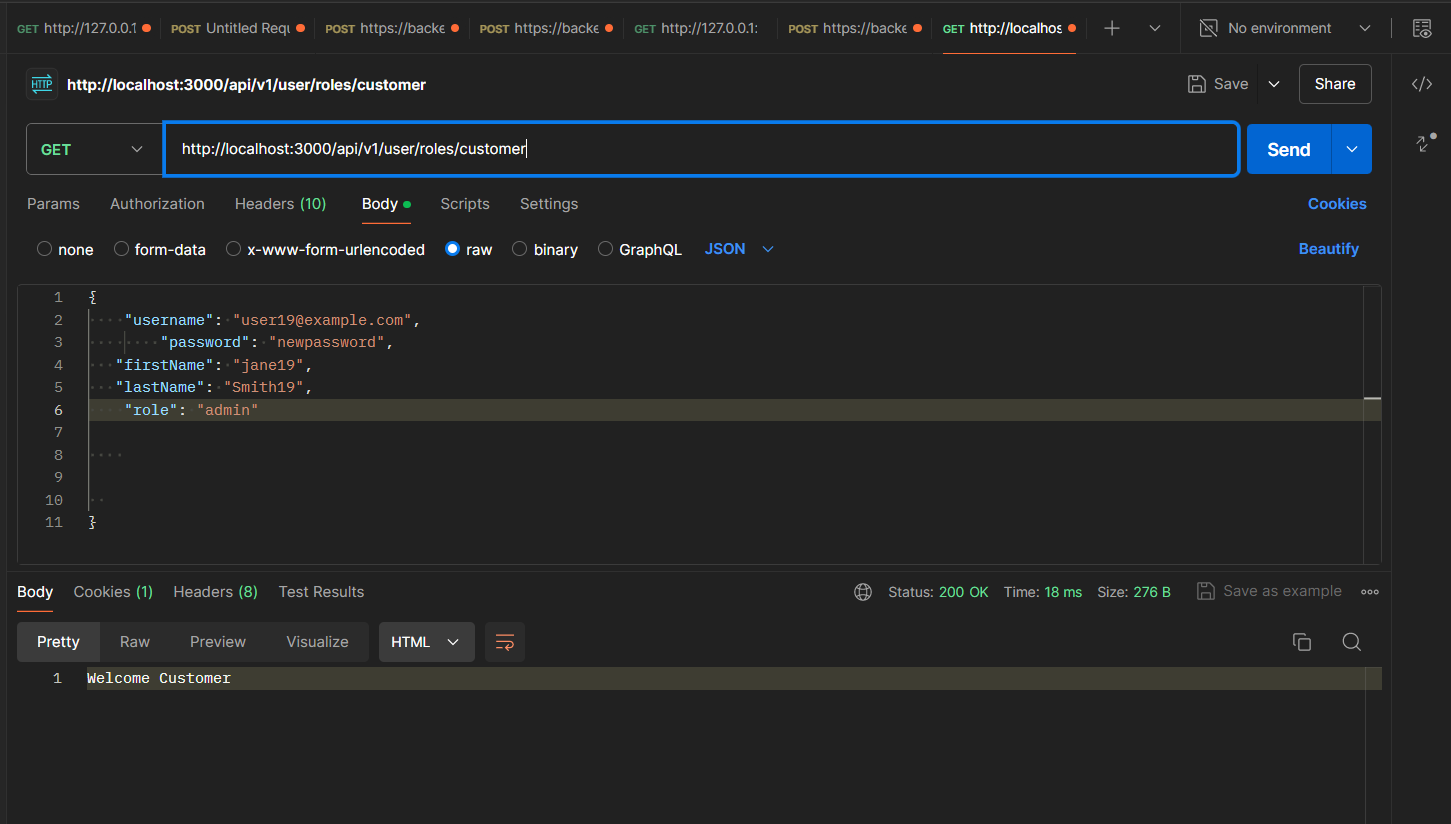 GET http://127.0.0.1 POST Untitled Requ POST https://backe POST https://backe GET http://127.0.0.1: POST https://backe GET http://localhos No environment
HTTP http://localhost:3000/api/v1/user/roles/customer Save Share
GET http://localhost:3000/api/v1/user/roles/customer Send
Params Authorization Headers (10) Body Scripts Settings Cookies
none form-data x-www-form-urlencoded raw binary GraphQL JSON Beautify
1 {
2 "username": "user19@example.com",
3 "password": "newpassword",
4 "firstName": "jane19",
5 "lastName": "Smith19",
6 "role": "admin"
7
8
9
10
11 }
Body Cookies (1) Headers (8) Test Results Status: 200 OK Time: 18 ms Size: 276 B Save as example
Pretty Raw Preview Visualize HTML
1 Welcome Customer